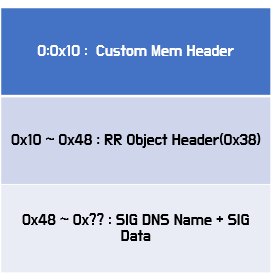 0:0x10 :  Custom Mem Header
0x10 ~ 0x48 : RR Object Header(0x38)
0x48 ~ 0x?? : SIG DNS Name + SIG
Data